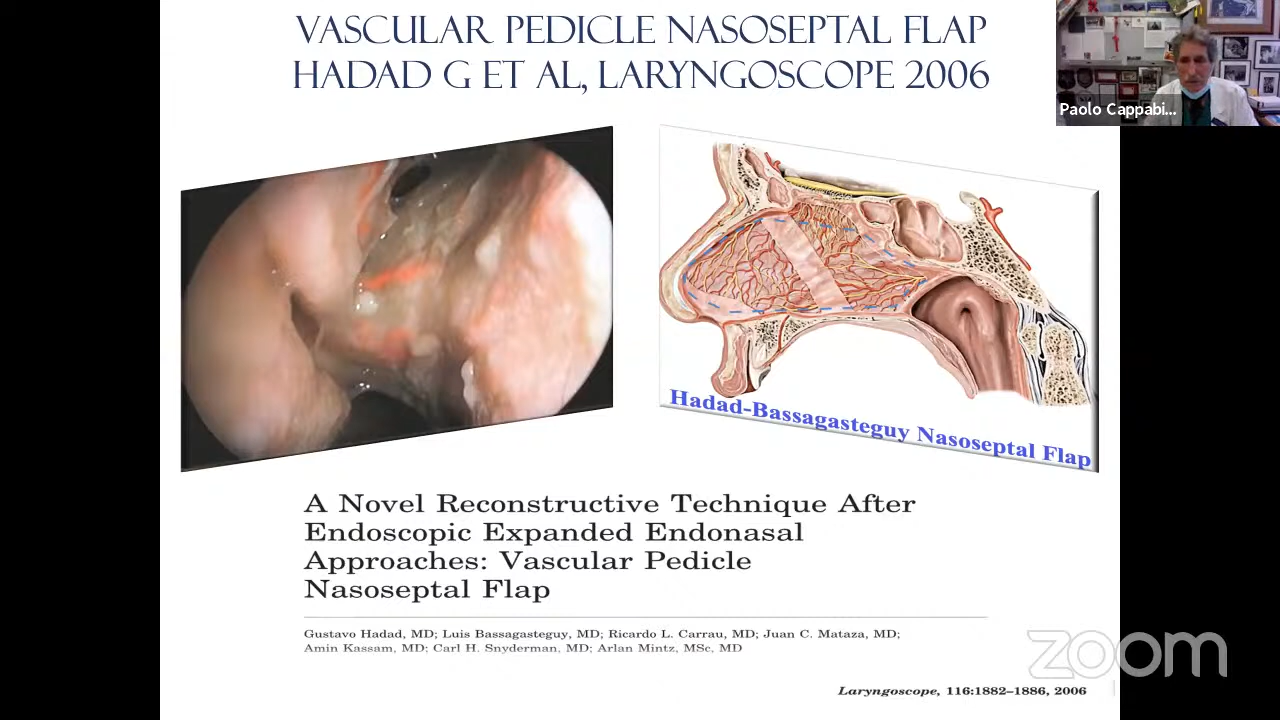 VASCULAR PEDICLE NASOSEPTAL FLAP
HADAD G ET AL, LARYNGOSCOPE 2006
Paolo Cappabi...
Hadad-Bassagasteguy Nasoseptal Flap
A Novel Reconstructive Technique After
Endoscopic Expanded Endonasal
Approaches: Vascular Pedicle
Nasoseptal Flap
Gustavo Hadad, MD; Luis Bassagasteguy, MD; Ricardo L. Carrau, MD; Juan C. Mataza, MD;
Amin Kassam, MD; Carl H. Snyderman, MD; Arlan Mintz, MSc, MD
zoom
Laryngoscope, 116:1882–1886, 2006